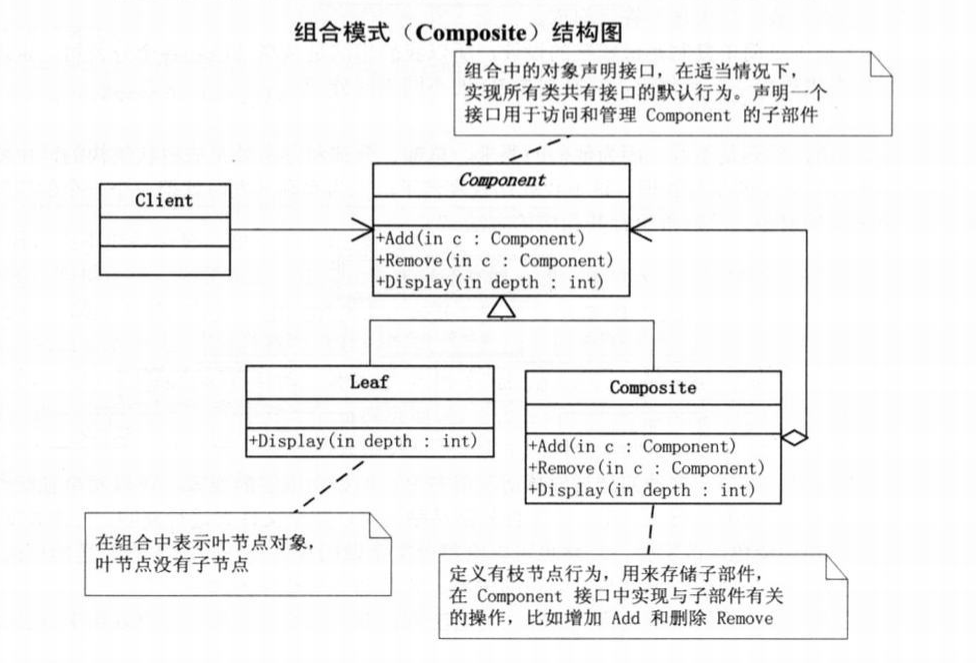 组合模式（Composite）结构图
组合中的对象声明接口，在适当情况下，
实现所有类共有接口的默认行为。声明一个
接口用于访问和管理 Component 的子部件
Component
Client
+Add(in c : Component)
+Remove(in c : Component)
+Display(in depth : int)
Leaf
+Display(in depth : int)
Composite
+Add(in c : Component)
+Remove(in c : Component)
+Display(in depth : int)
在组合中表示叶节点对象，
叶节点没有子节点
定义有枝节点行为，用来存储子部件，
在 Component 接口中实现与子部件有关
的操作，比如增加 Add 和删除 Remove